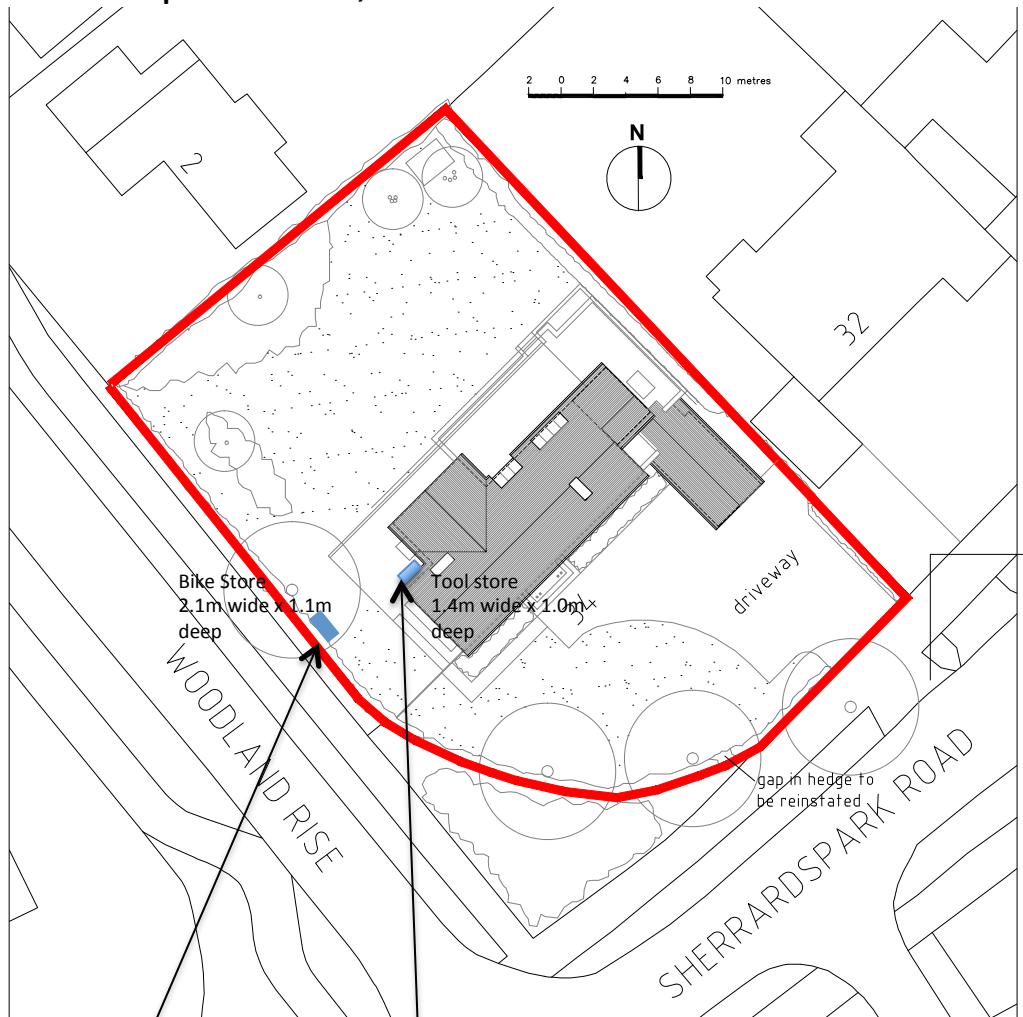 2 0 2 4 6 8 10 metres
N
2
32
Bike Store
2.1m wide x 1.1m
deep
Tool store
1.4m wide x 1.0m
deep
34
driveway
WOODLAND RISE
gap in hedge to
be reinstated
SHERRARDSPARK ROAD